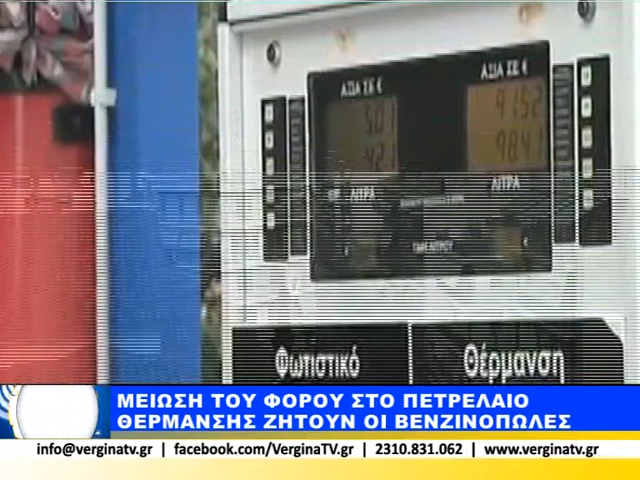 ΑΞΙΑ ΣΕ €
ΑΞΙΑ ΣΕ €
ΛΙΤΡΑ
ΛΙΤΡΑ
Φωτιστικό
Θέρμανση
ΜΕΙΩΣΗ ΤΟΥ ΦΟΡΟΥ ΣΤΟ ΠΕΤΡΕΛΑΙΟ
ΘΕΡΜΑΝΣΗΣ ΖΗΤΟΥΝ ΟΙ ΒΕΝΖΙΝΟΠΩΛΕΣ
info@verginatv.gr | facebook.com/VerginaTV.gr | 2310.831.062 | www.verginatv.gr